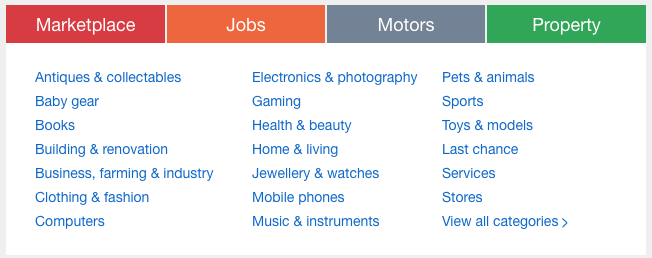 Marketplace
Jobs
Motors
Property
Antiques & collectables
Baby gear
Books
Building & renovation
Business, farming & industry
Clothing & fashion
Computers
Electronics & photography
Gaming
Health & beauty
Home & living
Jewellery & watches
Mobile phones
Music & instruments
Pets & animals
Sports
Toys & models
Last chance
Services
Stores
View all categories